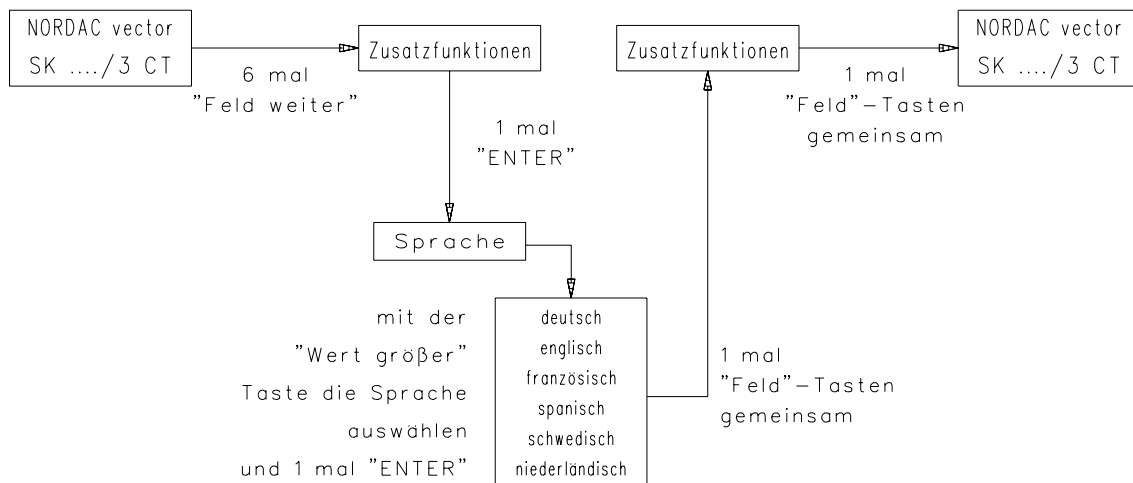 NORDAC vector
SK ..../3 CT
6 mal
"Feld weiter"
Zusatzfunktionen
1 mal
"ENTER"
Sprache
mit der
"Wert größer"
Taste die Sprache
auswählen
und 1 mal "ENTER"
deutsch
englisch
französisch
spanisch
schwedisch
niederländisch
1 mal
"Feld"-Tasten
gemeinsam
Zusatzfunktionen
1 mal
"Feld"-Tasten
gemeinsam
NORDAC vector
SK ..../3 CT